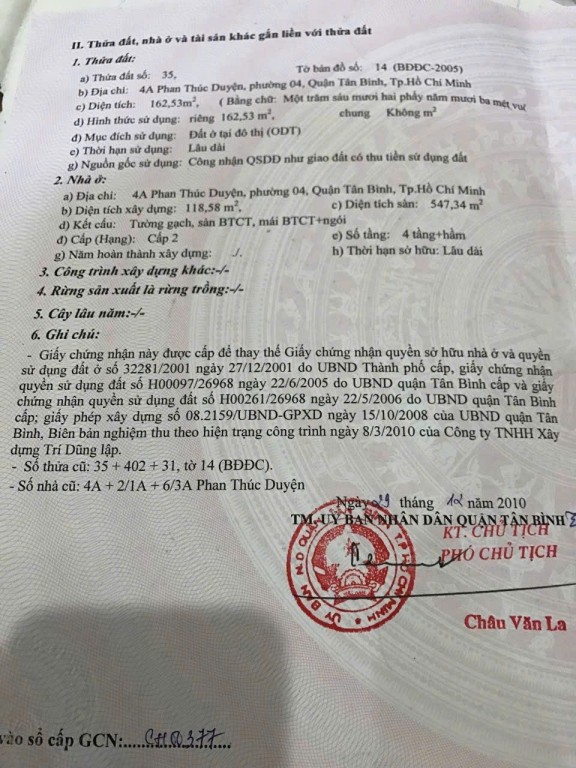 II. Thửa đất, nhà ở và tài sản khác gắn liền với thửa đất
1. Thửa đất:
a) Thửa đất số: 35, Tờ bản đồ số: 14 (BĐĐC-2005)
b) Địa chỉ: 4A Phan Thúc Duyện, phường 04, Quận Tân Bình, Tp.Hồ Chí Minh
c) Diện tích: 162,53m², ( Bằng chữ: Một trăm sáu mươi hai phẩy năm mươi ba mét vuông
d) Hình thức sử dụng: riêng 162,53 m², chung Không m²
đ) Mục đích sử dụng: Đất ở tại đô thị (ODT)
e) Thời hạn sử dụng: Lâu dài
g) Nguồn gốc sử dụng: Công nhận QSDĐ như giao đất có thu tiền sử dụng đất
2. Nhà ở:
a) Địa chỉ: 4A Phan Thúc Duyện, phường 04, Quận Tân Bình, Tp.Hồ Chí Minh
b) Diện tích xây dựng: 118,58 m², c) Diện tích sàn: 547,34 m²
d) Kết cấu: Tường gạch, sàn BTCT, mái BTCT+ngói
đ) Cấp (Hạng): Cấp 2 e) Số tầng: 4 tầng+hầm
g) Năm hoàn thành xây dựng: ./. h) Thời hạn sở hữu: Lâu dài
3. Công trình xây dựng khác:-/-
4. Rừng sản xuất là rừng trồng:-/-
5. Cây lâu năm:-/-
6. Ghi chú:
- Giấy chứng nhận này được cấp để thay thế Giấy chứng nhận quyền sở hữu nhà ở và quyền
sử dụng đất ở số 32281/2001 ngày 27/12/2001 do UBND Thành phố cấp, giấy chứng nhận
quyền sử dụng đất số H00097/26968 ngày 22/6/2005 do UBND quận Tân Bình cấp và giấy
chứng nhận quyền sử dụng đất số H00261/26968 ngày 22/5/2006 do UBND quận Tân Bình
cấp; giấy phép xây dựng số 08.2159/UBND-GPXD ngày 15/10/2008 của UBND quận Tân
Bình, Biên bản nghiệm thu theo hiện trạng công trình ngày 8/3/2010 của Công ty TNHH Xây
dựng Trí Dũng lập.
- Số thửa cũ: 35 + 402 + 31, tờ 14 (BĐĐC).
- Số nhà cũ: 4A + 2/1A + 6/3A Phan Thúc Duyện
Ngày 29 tháng 12 năm 2010
TM. UỶ BAN NHÂN DÂN QUẬN TÂN BÌNH
KT. CHỦ TỊCH
PHÓ CHỦ TỊCH
ỦY BAN N.D QUẬN TÂN BÌNH T.P HỒ CHÍ MINH
Châu Văn La
vào sổ cấp GCN:.....CH00377.....